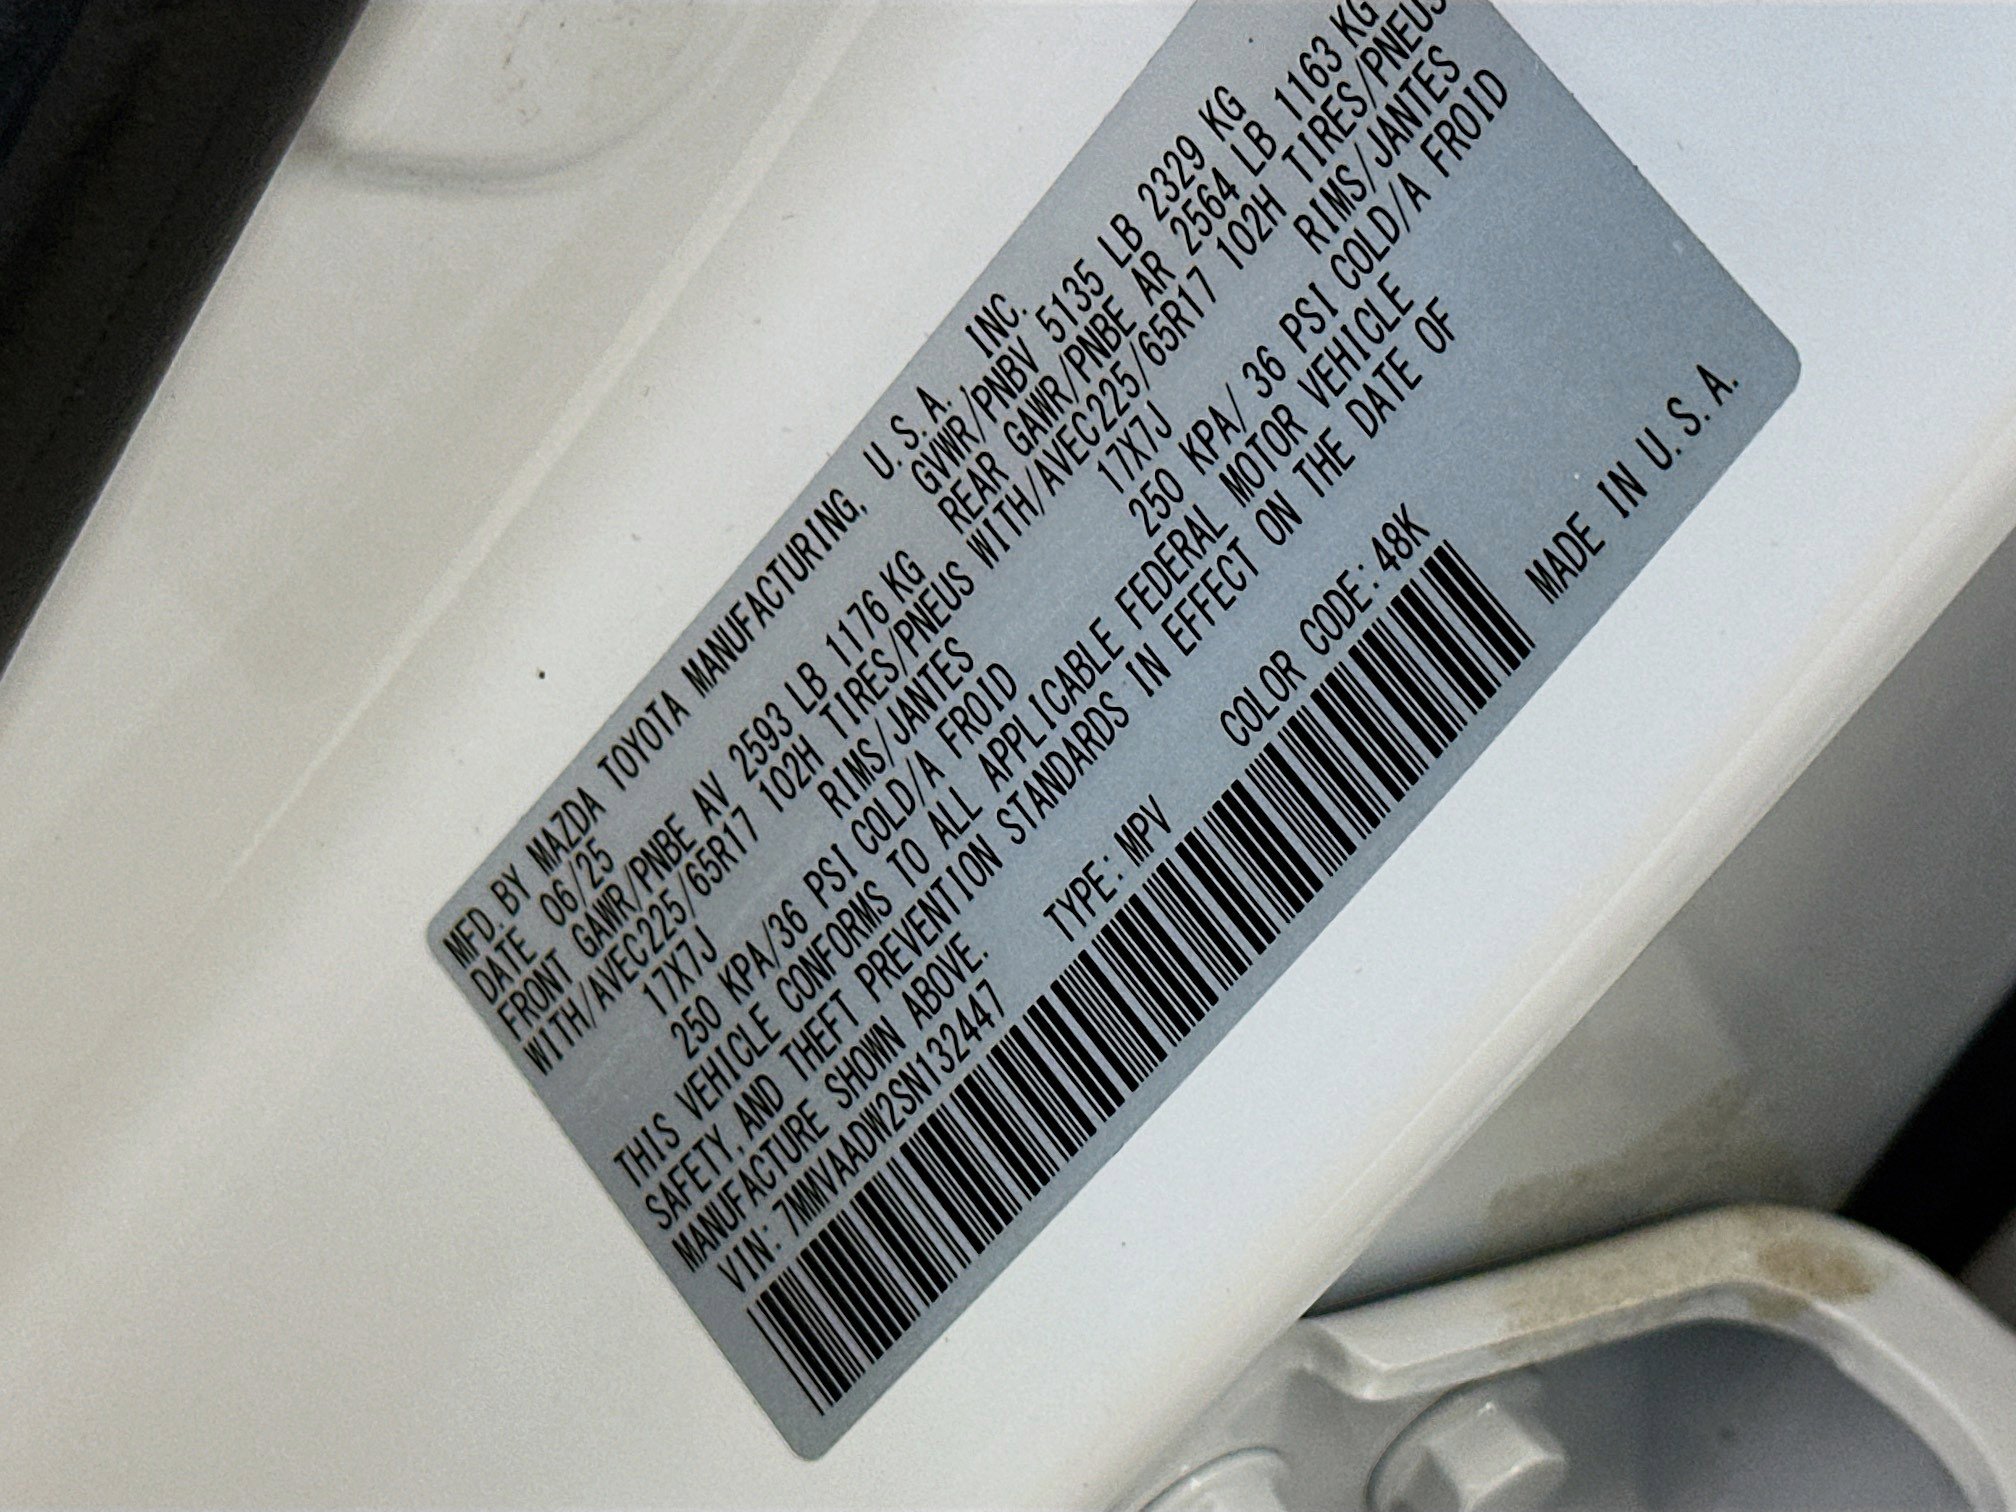 MFD. BY MAZDA TOYOTA MANUFACTURING, U.S.A. INC.
DATE 06/25 GVWR/PNBV 5135 LB 2329 KG
FRONT GAWR/PNBE AV 2593 LB 1176 KG REAR GAWR/PNBE AR 2564 LB 1163 KG
WITH/AVEC225/65R17 102H TIRES/PNEUS WITH/AVEC225/65R17 102H TIRES/PNEUS
17X7J RIMS/JANTES 17X7J RIMS/JANTES
250 KPA/36 PSI COLD/A FROID 250 KPA/ 36 PSI COLD/A FROID
THIS VEHICLE CONFORMS TO ALL APPLICABLE FEDERAL MOTOR VEHICLE
SAFETY, AND THEFT PREVENTION STANDARDS IN EFFECT ON THE DATE OF
MANUFACTURE SHOWN ABOVE.
VIN: 7MMVAADW2SN132447 TYPE: MPV COLOR CODE: 48K
MADE IN U.S.A.